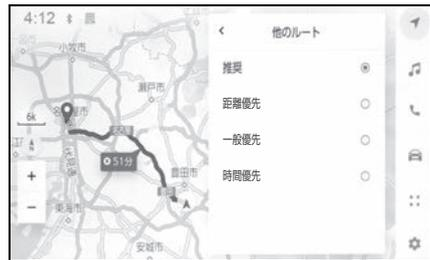 4:12
他のルート
推奨
距離優先
一般優先
時間優先
小牧市
瀬戸市
6k
51分
豊田市
東海市
安城市
+
−